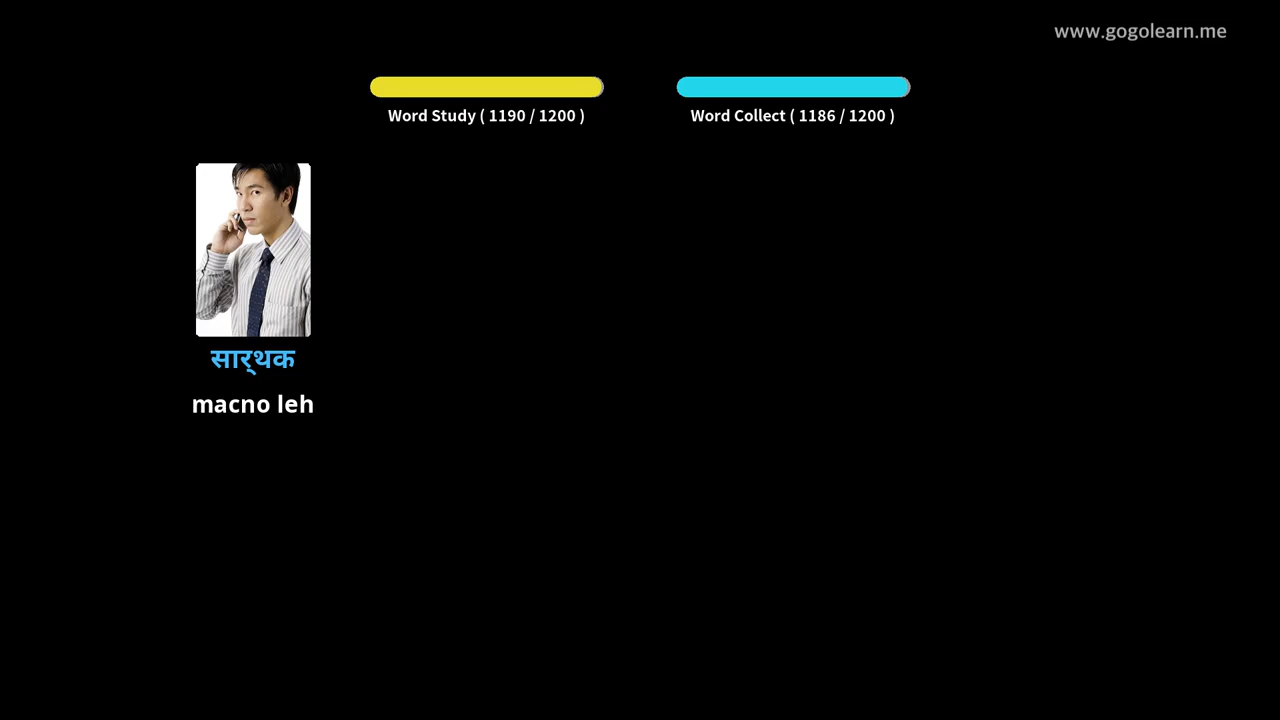 www.gogolearn.me
Word Study ( 1190 / 1200 )
Word Collect ( 1186 / 1200 )
सार्थक
macno leh